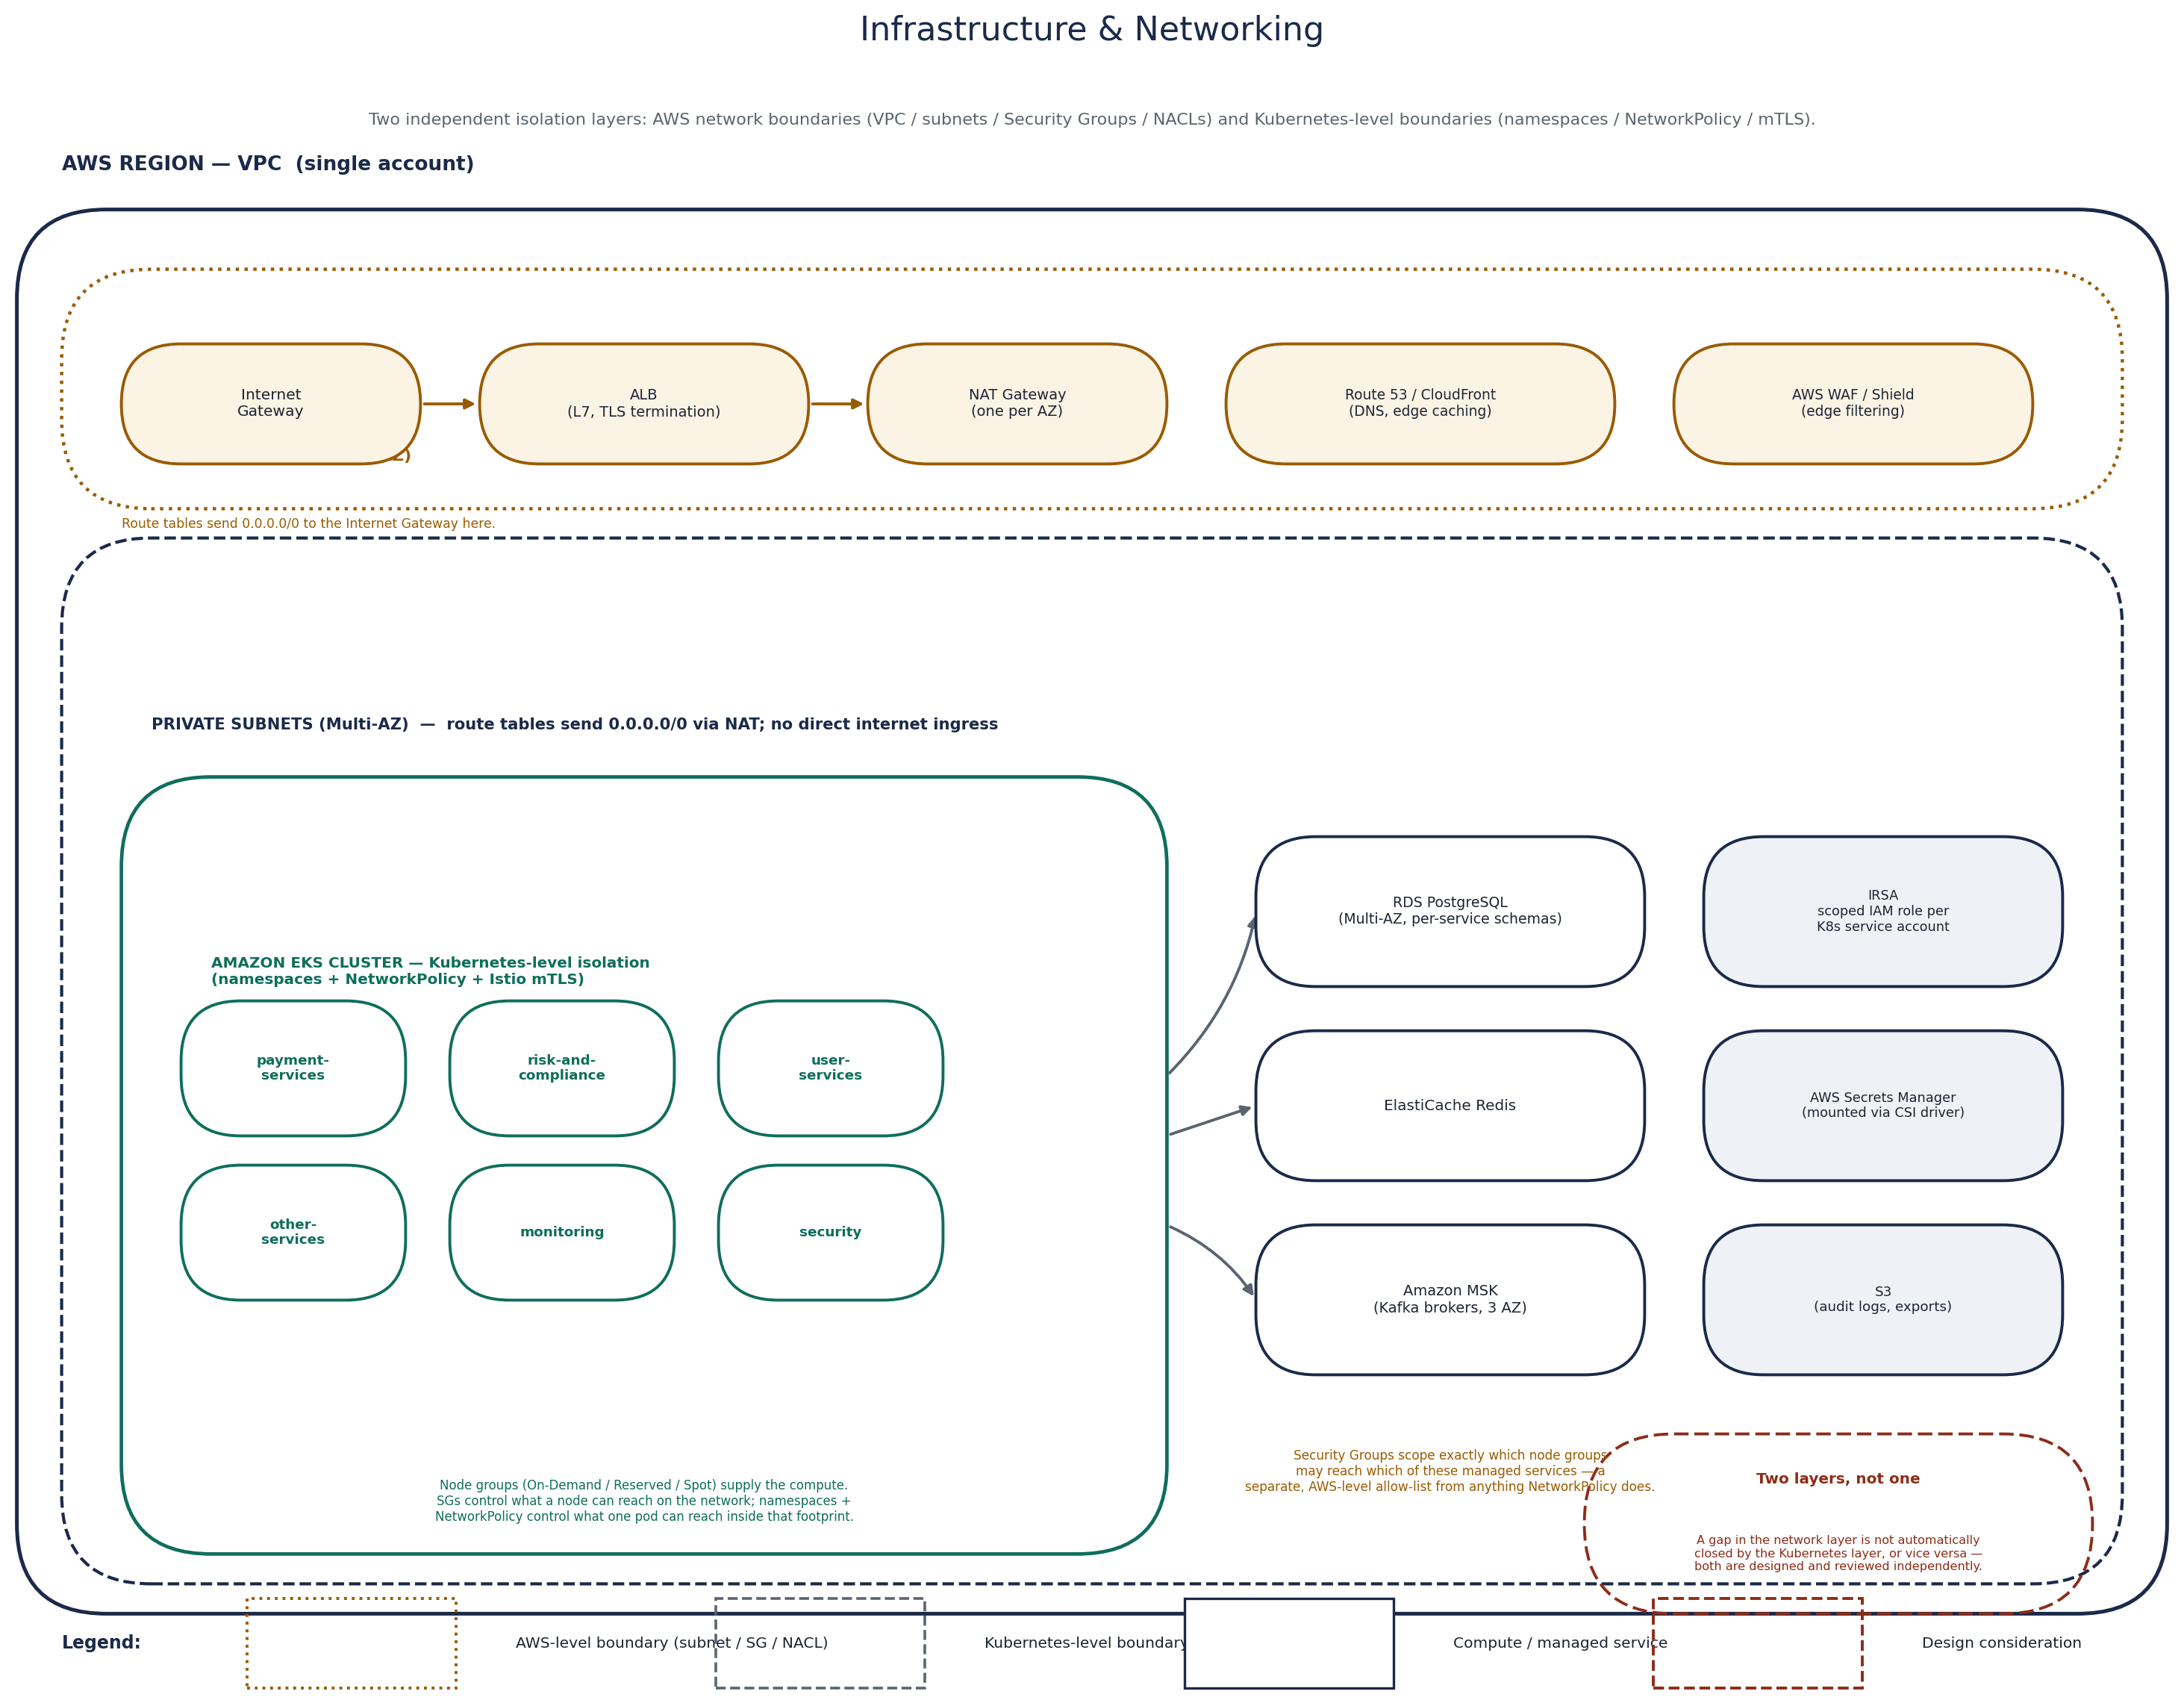 Infrastructure & Networking
Two independent isolation layers: AWS network boundaries (VPC / subnets / Security Groups / NACLs) and Kubernetes-level boundaries (namespaces / NetworkPolicy / mTLS).
AWS REGION — VPC  (single account)
Internet
Gateway
ALB
(L7, TLS termination)
NAT Gateway
(one per AZ)
Route 53 / CloudFront
(DNS, edge caching)
AWS WAF / Shield
(edge filtering)
Route tables send 0.0.0.0/0 to the Internet Gateway here.
PRIVATE SUBNETS (Multi-AZ)  —  route tables send 0.0.0.0/0 via NAT; no direct internet ingress
AMAZON EKS CLUSTER — Kubernetes-level isolation
(namespaces + NetworkPolicy + Istio mTLS)
payment-
services
risk-and-
compliance
user-
services
other-
services
monitoring
security
Node groups (On-Demand / Reserved / Spot) supply the compute.
SGs control what a node can reach on the network; namespaces +
NetworkPolicy control what one pod can reach inside that footprint.
RDS PostgreSQL
(Multi-AZ, per-service schemas)
IRSA
scoped IAM role per
K8s service account
ElastiCache Redis
AWS Secrets Manager
(mounted via CSI driver)
Amazon MSK
(Kafka brokers, 3 AZ)
S3
(audit logs, exports)
Security Groups scope exactly which node groups
may reach which of these managed services — a
separate, AWS-level allow-list from anything NetworkPolicy does.
Two layers, not one
A gap in the network layer is not automatically
closed by the Kubernetes layer, or vice versa —
both are designed and reviewed independently.
Legend:
AWS-level boundary (subnet / SG / NACL)
Kubernetes-level boundary
Compute / managed service
Design consideration